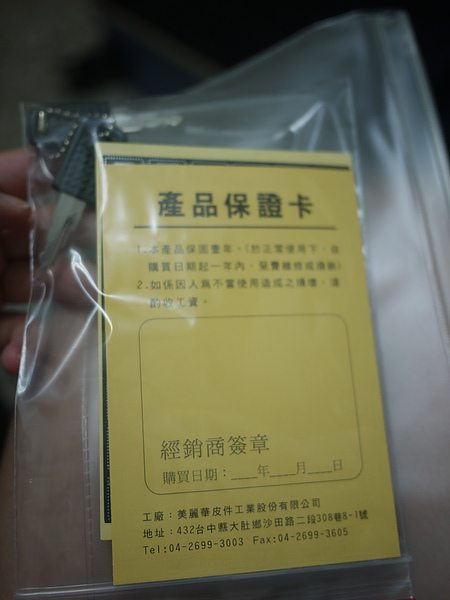 產品保證卡
1.本產品保固壹年。(於正常使用下,自
購買日期起一年內,免費維修或換新)
2.如係因人為不當使用造成之損壞,須
酌收工資。
經銷商簽章
購買日期：____年____月____日
工廠：美麗華皮件工業股份有限公司
地址：432台中縣大肚鄉沙田路二段308巷8-1號
Tel:04-2699-3003 Fax:04-2699-3605